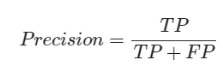 Precision = TP / (TP + FP)